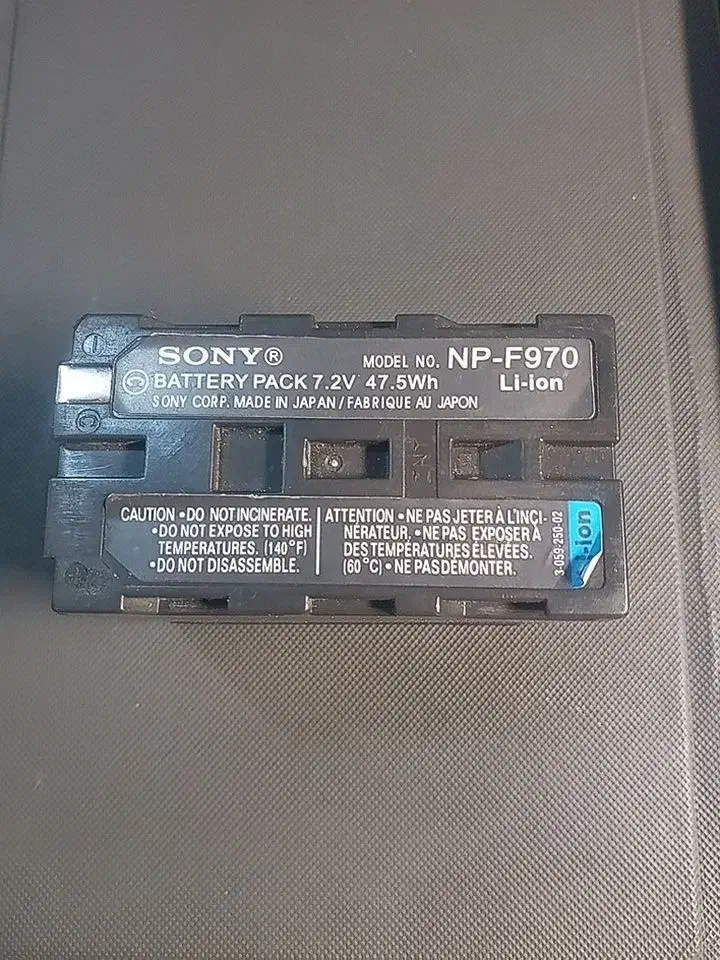 SONY®
MODEL NO. NP-F970
BATTERY PACK 7.2V 47.5Wh Li-ion
SONY CORP. MADE IN JAPAN / FABRIQUE AU JAPON
SONY
CAUTION •DO NOT INCINERATE.
•DO NOT EXPOSE TO HIGH
TEMPERATURES. (140°F)
•DO NOT DISASSEMBLE.
ATTENTION •NE PAS JETER À L'INCI-
NÉRATEUR. •NE PAS EXPOSER À
DES TEMPÉRATURES ÉLEVÉES.
(60°C) •NE PAS DÉMONTER.
3-059-250-02
-ion